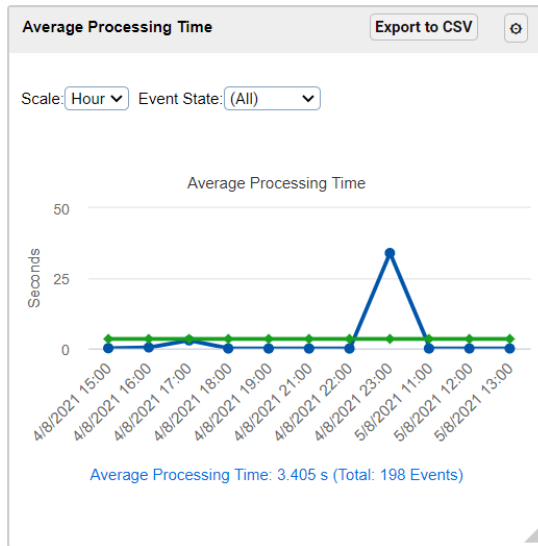 Average Processing Time Export to CSV
Scale: Hour Event State: (All)
Average Processing Time
50
25
0
Seconds
4/8/2021 15:00
4/8/2021 16:00
4/8/2021 17:00
4/8/2021 18:00
4/8/2021 19:00
4/8/2021 21:00
4/8/2021 22:00
4/8/2021 23:00
5/8/2021 11:00
5/8/2021 12:00
5/8/2021 13:00
Average Processing Time: 3.405 s (Total: 198 Events)